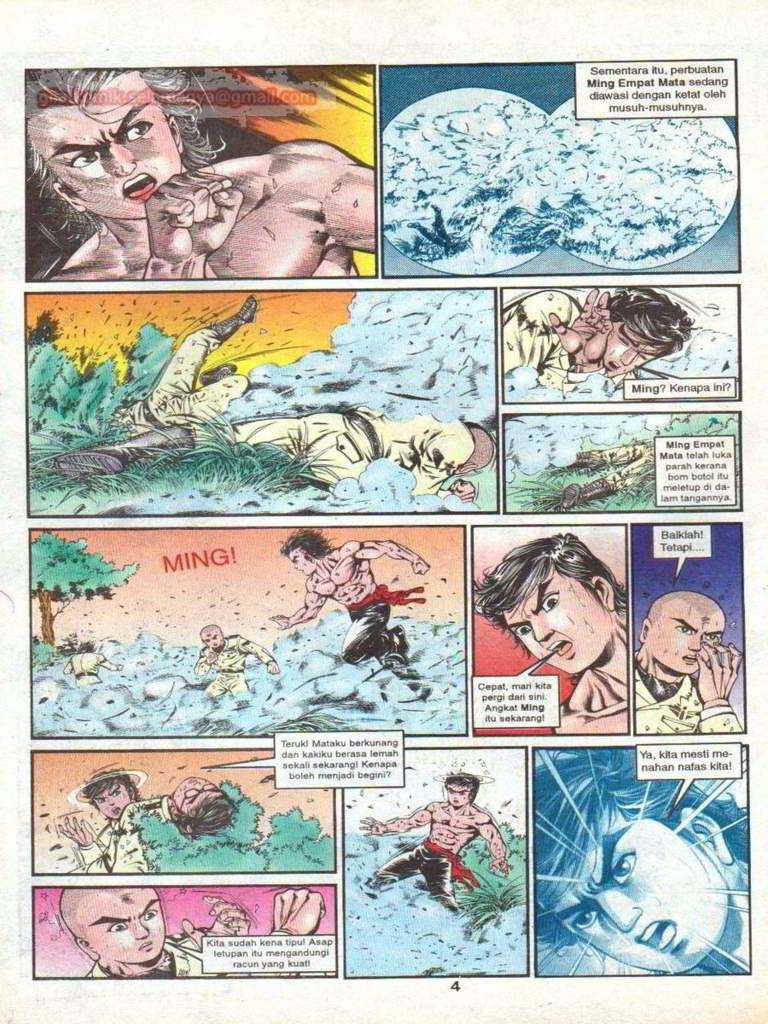 Sementara itu, perbuatan
Ming Empat Mata sedang
diawasi dengan ketat oleh
musuh-musuhnya.
Ming? Kenapa ini?
Ming Empat
Mata telah luka
parah kerana
bom botol itu
meletup di da-
lam tangannya.
MING!
Cepat, mari kita
pergi dari sini.
Angkat Ming
itu sekarang!
Baiklah!
Tetapi....
Teruk! Mataku berkunang
dan kakiku berasa lemah
sekali sekarang! Kenapa
boleh menjadi begini?
Kita sudah kena tipu! Asap
letupan itu mengandungi
racun yang kuat!
Ya, kita mesti me-
nahan nafas kita!
4